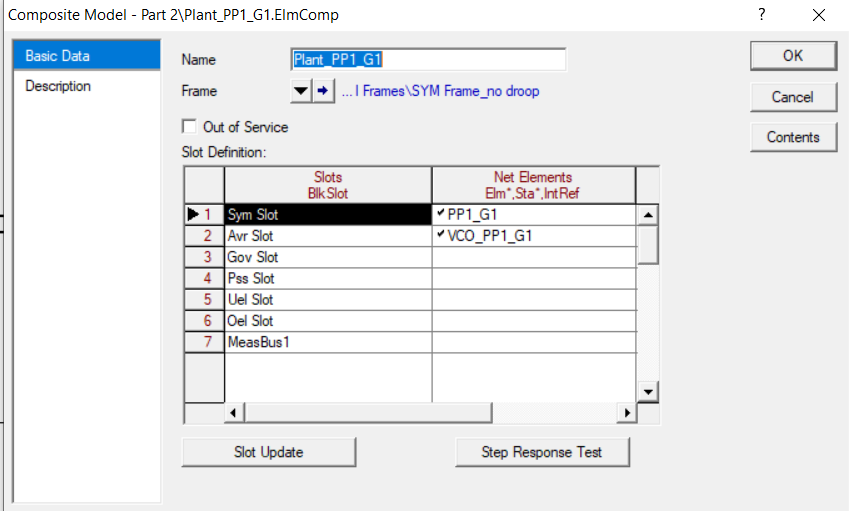 Composite Model - Part 2\Plant_PP1_G1.ElmComp
?
Basic Data
Description
Name
Plant_PP1_G1
Frame
... l Frames\SYM Frame_no droop
Out of Service
Slot Definition:
Slots
BlkSlot
Net Elements
Elm*,Sta*,IntRef
1 Sym Slot PP1_G1
2 Avr Slot VCO_PP1_G1
3 Gov Slot
4 Pss Slot
5 Uel Slot
6 Oel Slot
7 MeasBus1
Slot Update
Step Response Test
OK
Cancel
Contents